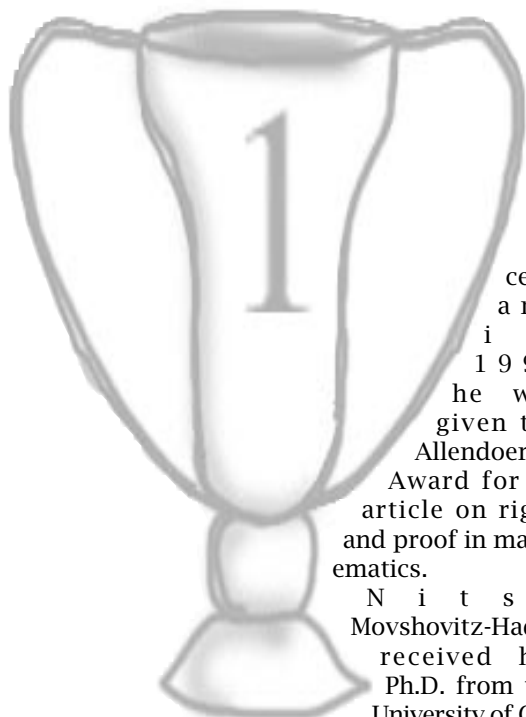 1
ce
a
i
1 9 9
he w
given t
Allendoer
Award for
article on rig
and proof in ma
ematics.
N i t s
Movshovitz-Had
received h
Ph.D. from t
University of C